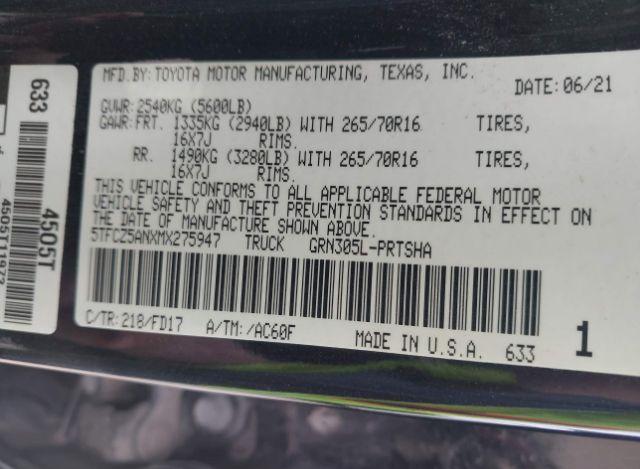 MFD.BY:TOYOTA MOTOR MANUFACTURING, TEXAS, INC.
DATE:06/21
GVWR:2540KG (5600LB)
GAWR:FRT. 1335KG (2940LB) WITH 265/70R16 TIRES,
16X7J RIMS.
RR. 1490KG (3280LB) WITH 265/70R16 TIRES,
16X7J RIMS.
THIS VEHICLE CONFORMS TO ALL APPLICABLE FEDERAL MOTOR
VEHICLE SAFETY AND THEFT PREVENTION STANDARDS IN EFFECT ON
THE DATE OF MANUFACTURE SHOWN ABOVE.
5TFCZ5ANXMX275947 TRUCK GRN305L-PRTSHA
C/TR:218/FD17 A/TM:/AC60F
MADE IN U.S.A. 633
1
633
4505T
4505T11972